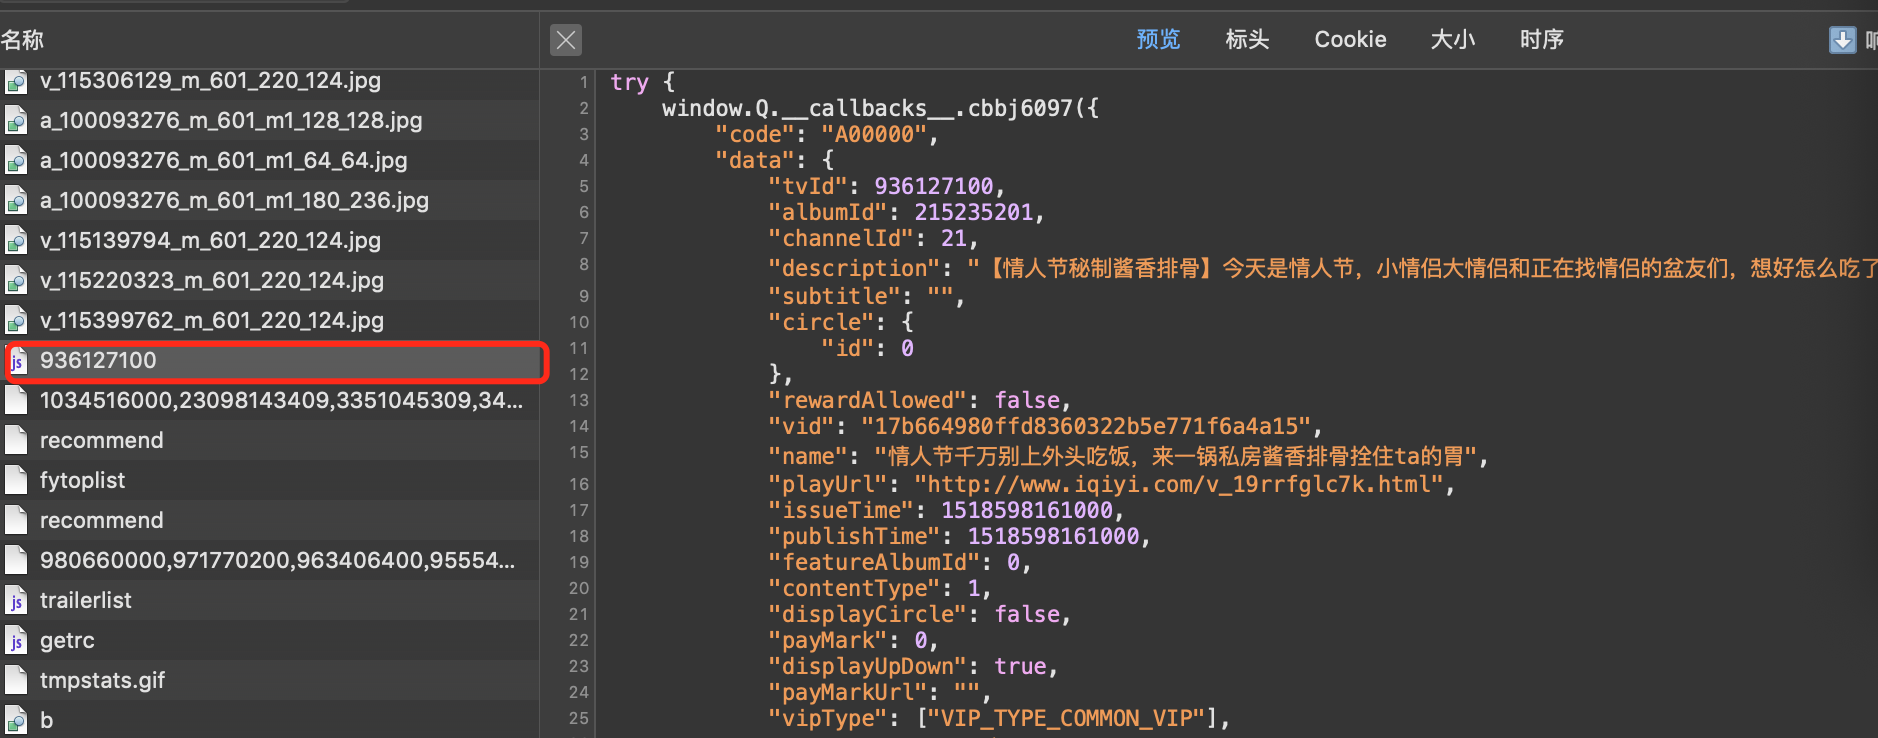 名称
预览 标头 Cookie 大小 时序
v_115306129_m_601_220_124.jpg
a_100093276_m_601_m1_128_128.jpg
a_100093276_m_601_m1_64_64.jpg
a_100093276_m_601_m1_180_236.jpg
v_115139794_m_601_220_124.jpg
v_115220323_m_601_220_124.jpg
v_115399762_m_601_220_124.jpg
js 936127100
1034516000,23098143409,3351045309,34...
recommend
fytoplist
recommend
980660000,971770200,963406400,95554...
js trailerlist
js getrc
tmpstats.gif
b
1 try {
2 window.Q.__callbacks__.cbbj6097({
3 "code": "A00000",
4 "data": {
5 "tvId": 936127100,
6 "albumId": 215235201,
7 "channelId": 21,
8 "description": "【情人节秘制酱香排骨】今天是情人节，小情侣大情侣和正在找情侣的盆友们，想好怎么吃了
9 "subtitle": "",
10 "circle": {
11 "id": 0
12 },
13 "rewardAllowed": false,
14 "vid": "17b664980ffd8360322b5e771f6a4a15",
15 "name": "情人节千万别上外头吃饭，来一锅私房酱香排骨拴住ta的胃",
16 "playUrl": "http://www.iqiyi.com/v_19rrfglc7k.html",
17 "issueTime": 1518598161000,
18 "publishTime": 1518598161000,
19 "featureAlbumId": 0,
20 "contentType": 1,
21 "displayCircle": false,
22 "payMark": 0,
23 "displayUpDown": true,
24 "payMarkUrl": "",
25 "vipType": ["VIP_TYPE_COMMON_VIP"],